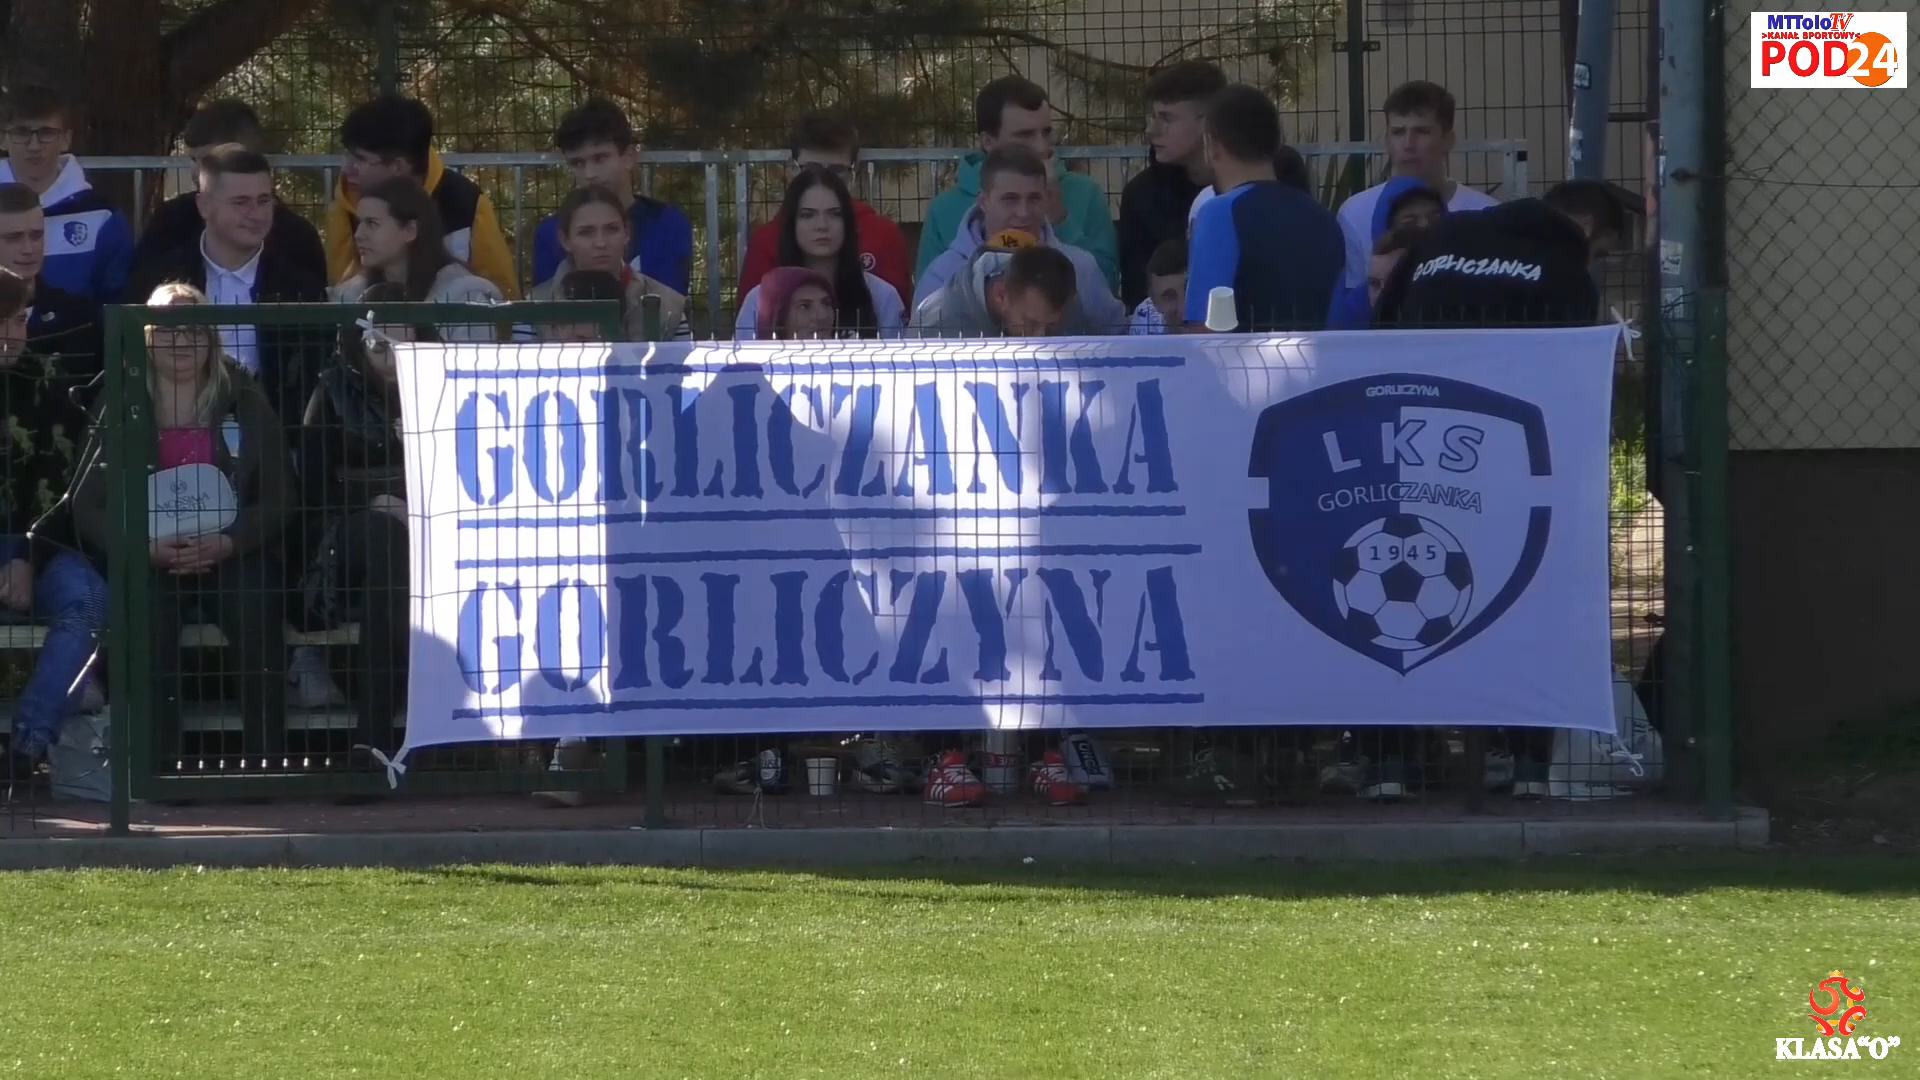 MTToloTV
>KANAŁ SPORTOWY<
POD24
GORLICZANKA
GORLICZANKA
GORLICZYNA
GORLICZYNA
LKS
GORLICZANKA
1945
KLASA“O”